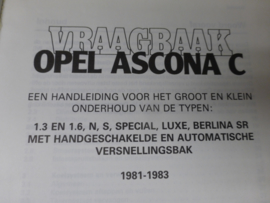 VRAAGBAAK
OPEL ASCONA C
EEN HANDLEIDING VOOR HET GROOT EN KLEIN
ONDERHOUD VAN DE TYPEN:
1.3 EN 1.6, N, S, SPECIAL, LUXE, BERLINA SR
MET HANDGESCHAKELDE EN AUTOMATISCHE
VERSNELLINGSBAK
1981-1983